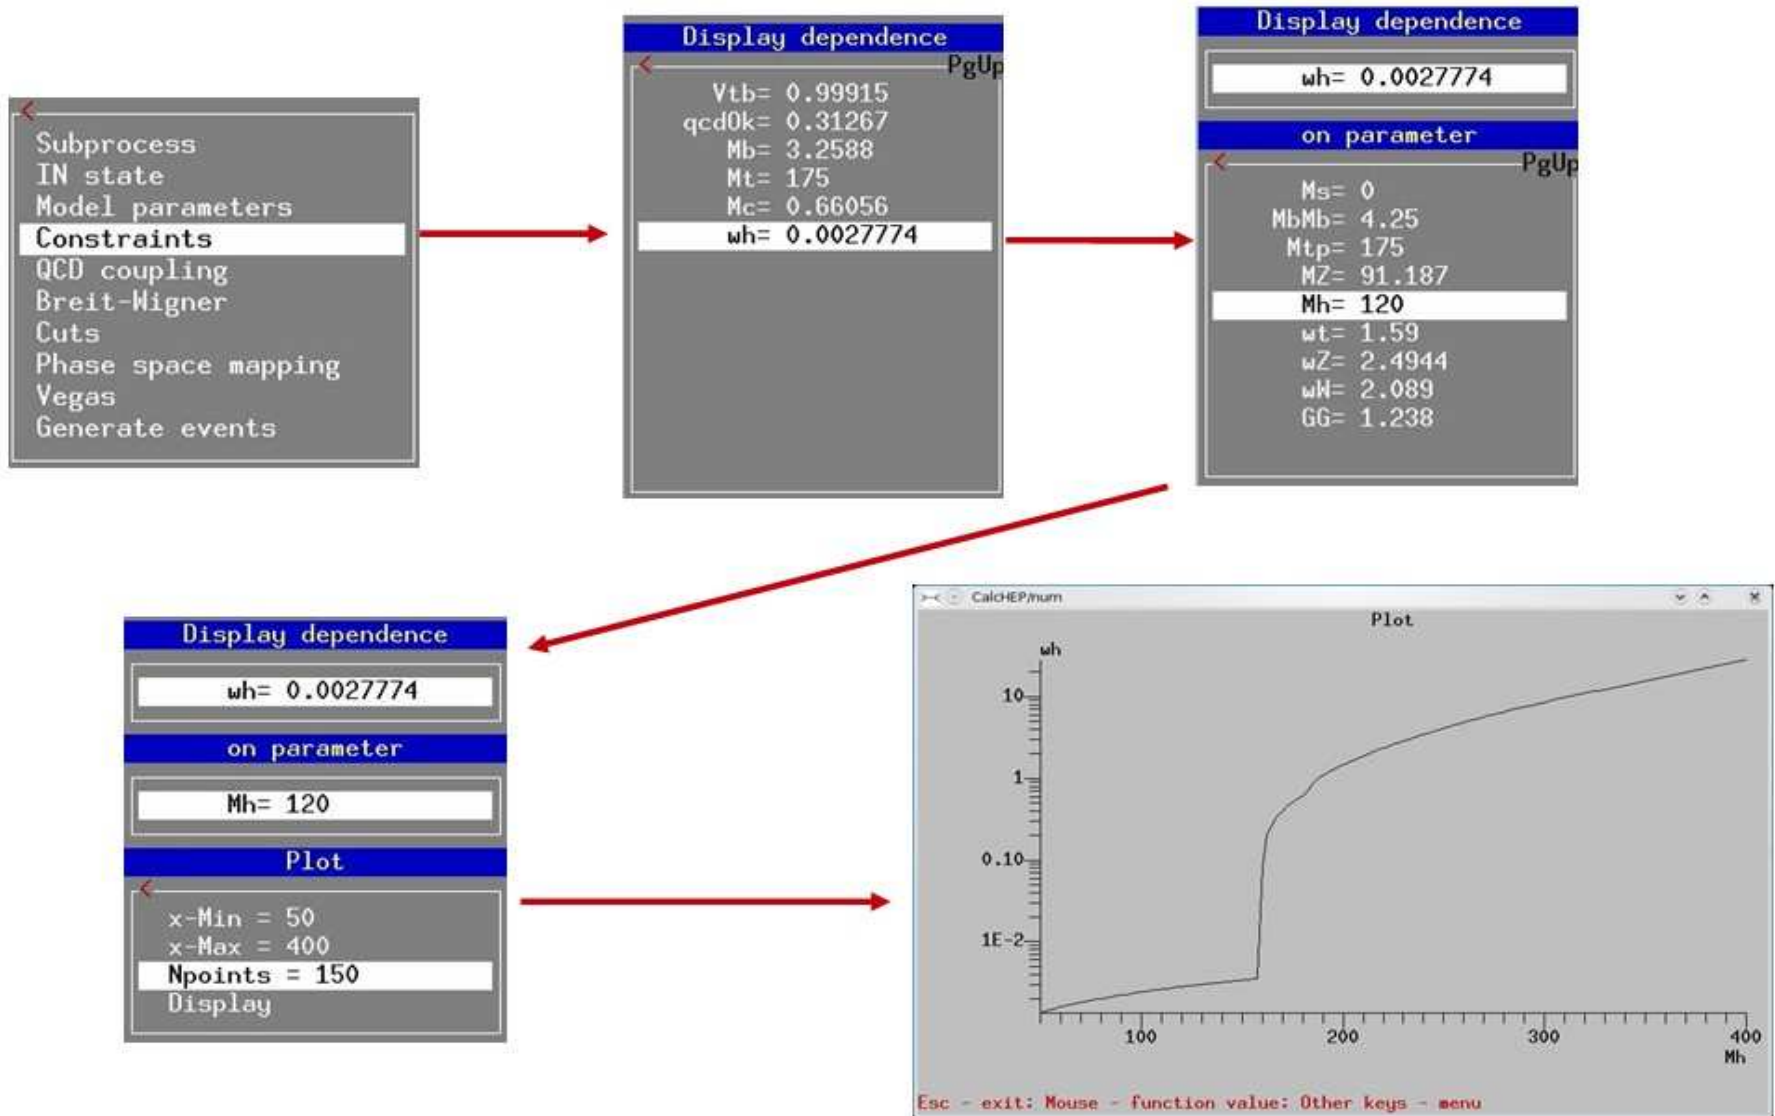 <
Subprocess
IN state
Model parameters
Constraints
QCD coupling
Breit-Wigner
Cuts
Phase space mapping
Vegas
Generate events
Display dependence
<
PgUp
Vtb= 0.99915
qcdOk= 0.31267
Mb= 3.2588
Mt= 175
Mc= 0.66056
wh= 0.0027774
Display dependence
wh= 0.0027774
on parameter
<
PgUp
Ms= 0
MbMb= 4.25
Mtp= 175
MZ= 91.187
Mh= 120
wt= 1.59
wZ= 2.4944
wW= 2.089
GG= 1.238
Display dependence
wh= 0.0027774
on parameter
Mh= 120
Plot
<
x-Min = 50
x-Max = 400
Npoints = 150
Display
CalcHEP/num
Plot
wh
10
1
0.10
1E-2
100 200 300 400
Mh
Esc - exit; Mouse - function value; Other keys - menu